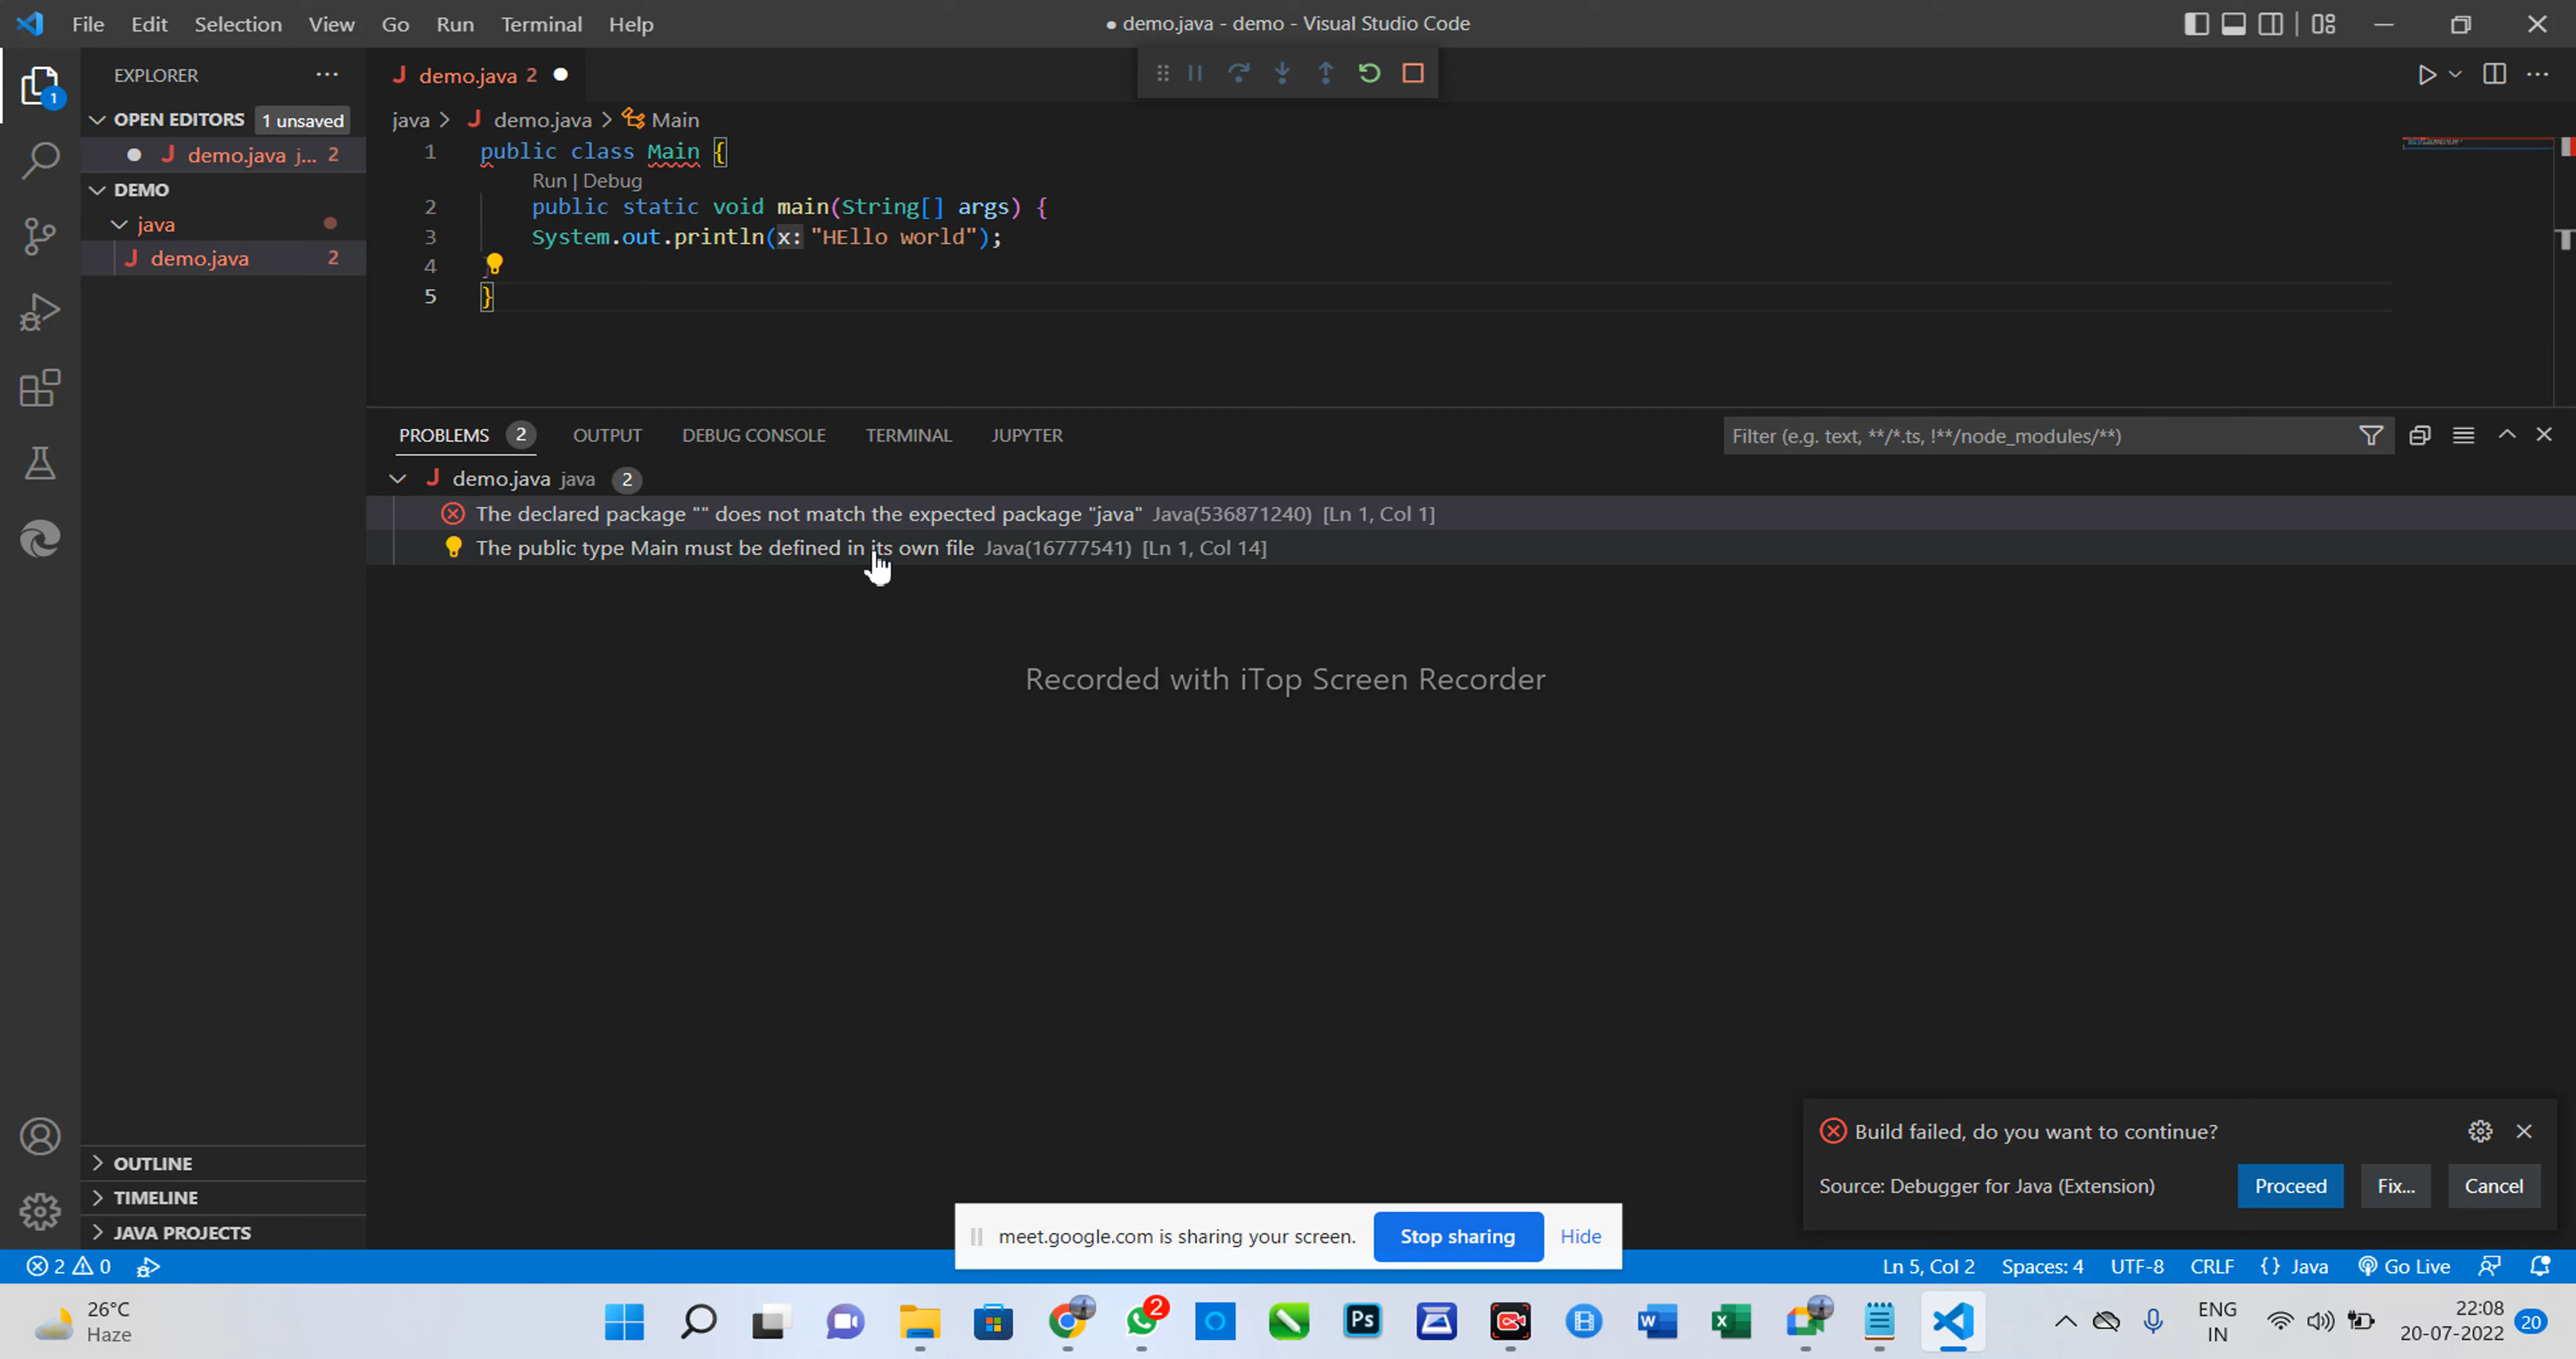 File Edit Selection View Go Run Terminal Help
● demo.java - demo - Visual Studio Code
EXPLORER
OPEN EDITORS 1 unsaved
demo.java j... 2
DEMO
java
demo.java 2
OUTLINE
TIMELINE
JAVA PROJECTS
demo.java 2
java > demo.java > Main
1 public class Main {
Run | Debug
2 public static void main(String[] args) {
3 System.out.println(x: "HEllo world");
4 }
5 }
PROBLEMS 2 OUTPUT DEBUG CONSOLE TERMINAL JUPYTER
Filter (e.g. text, **/*.ts, !**/node_modules/**)
demo.java java 2
The declared package "" does not match the expected package "java" Java(536871240) [Ln 1, Col 1]
The public type Main must be defined in its own file Java(16777541) [Ln 1, Col 14]
Recorded with iTop Screen Recorder
Build failed, do you want to continue?
Source: Debugger for Java (Extension) Proceed Fix... Cancel
meet.google.com is sharing your screen. Stop sharing Hide
2 0
Ln 5, Col 2 Spaces: 4 UTF-8 CRLF {} Java Go Live
26°C
Haze
1
2
Ps
ENG
IN
22:08
20-07-2022
20